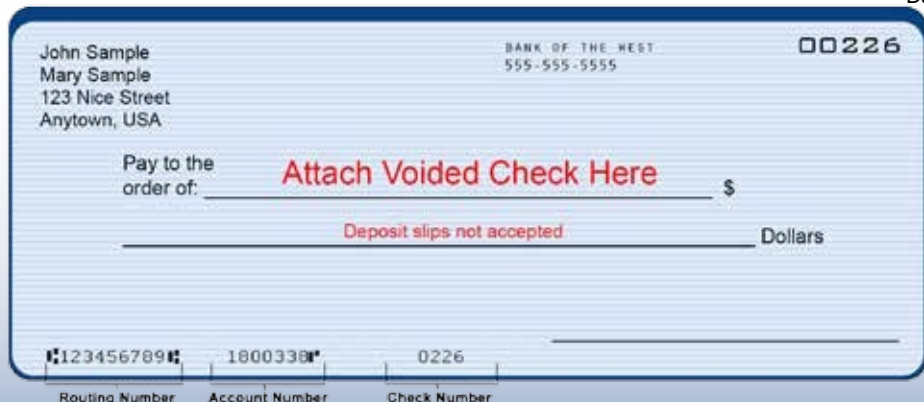 John Sample
Mary Sample
123 Nice Street
Anytown, USA
BANK OF THE WEST
555-555-5555
00226
Pay to the
order of:
Attach Voided Check Here
$
Deposit slips not accepted
Dollars
⑆123456789⑆ 1800338⑈ 0226
Routing Number Account Number Check Number